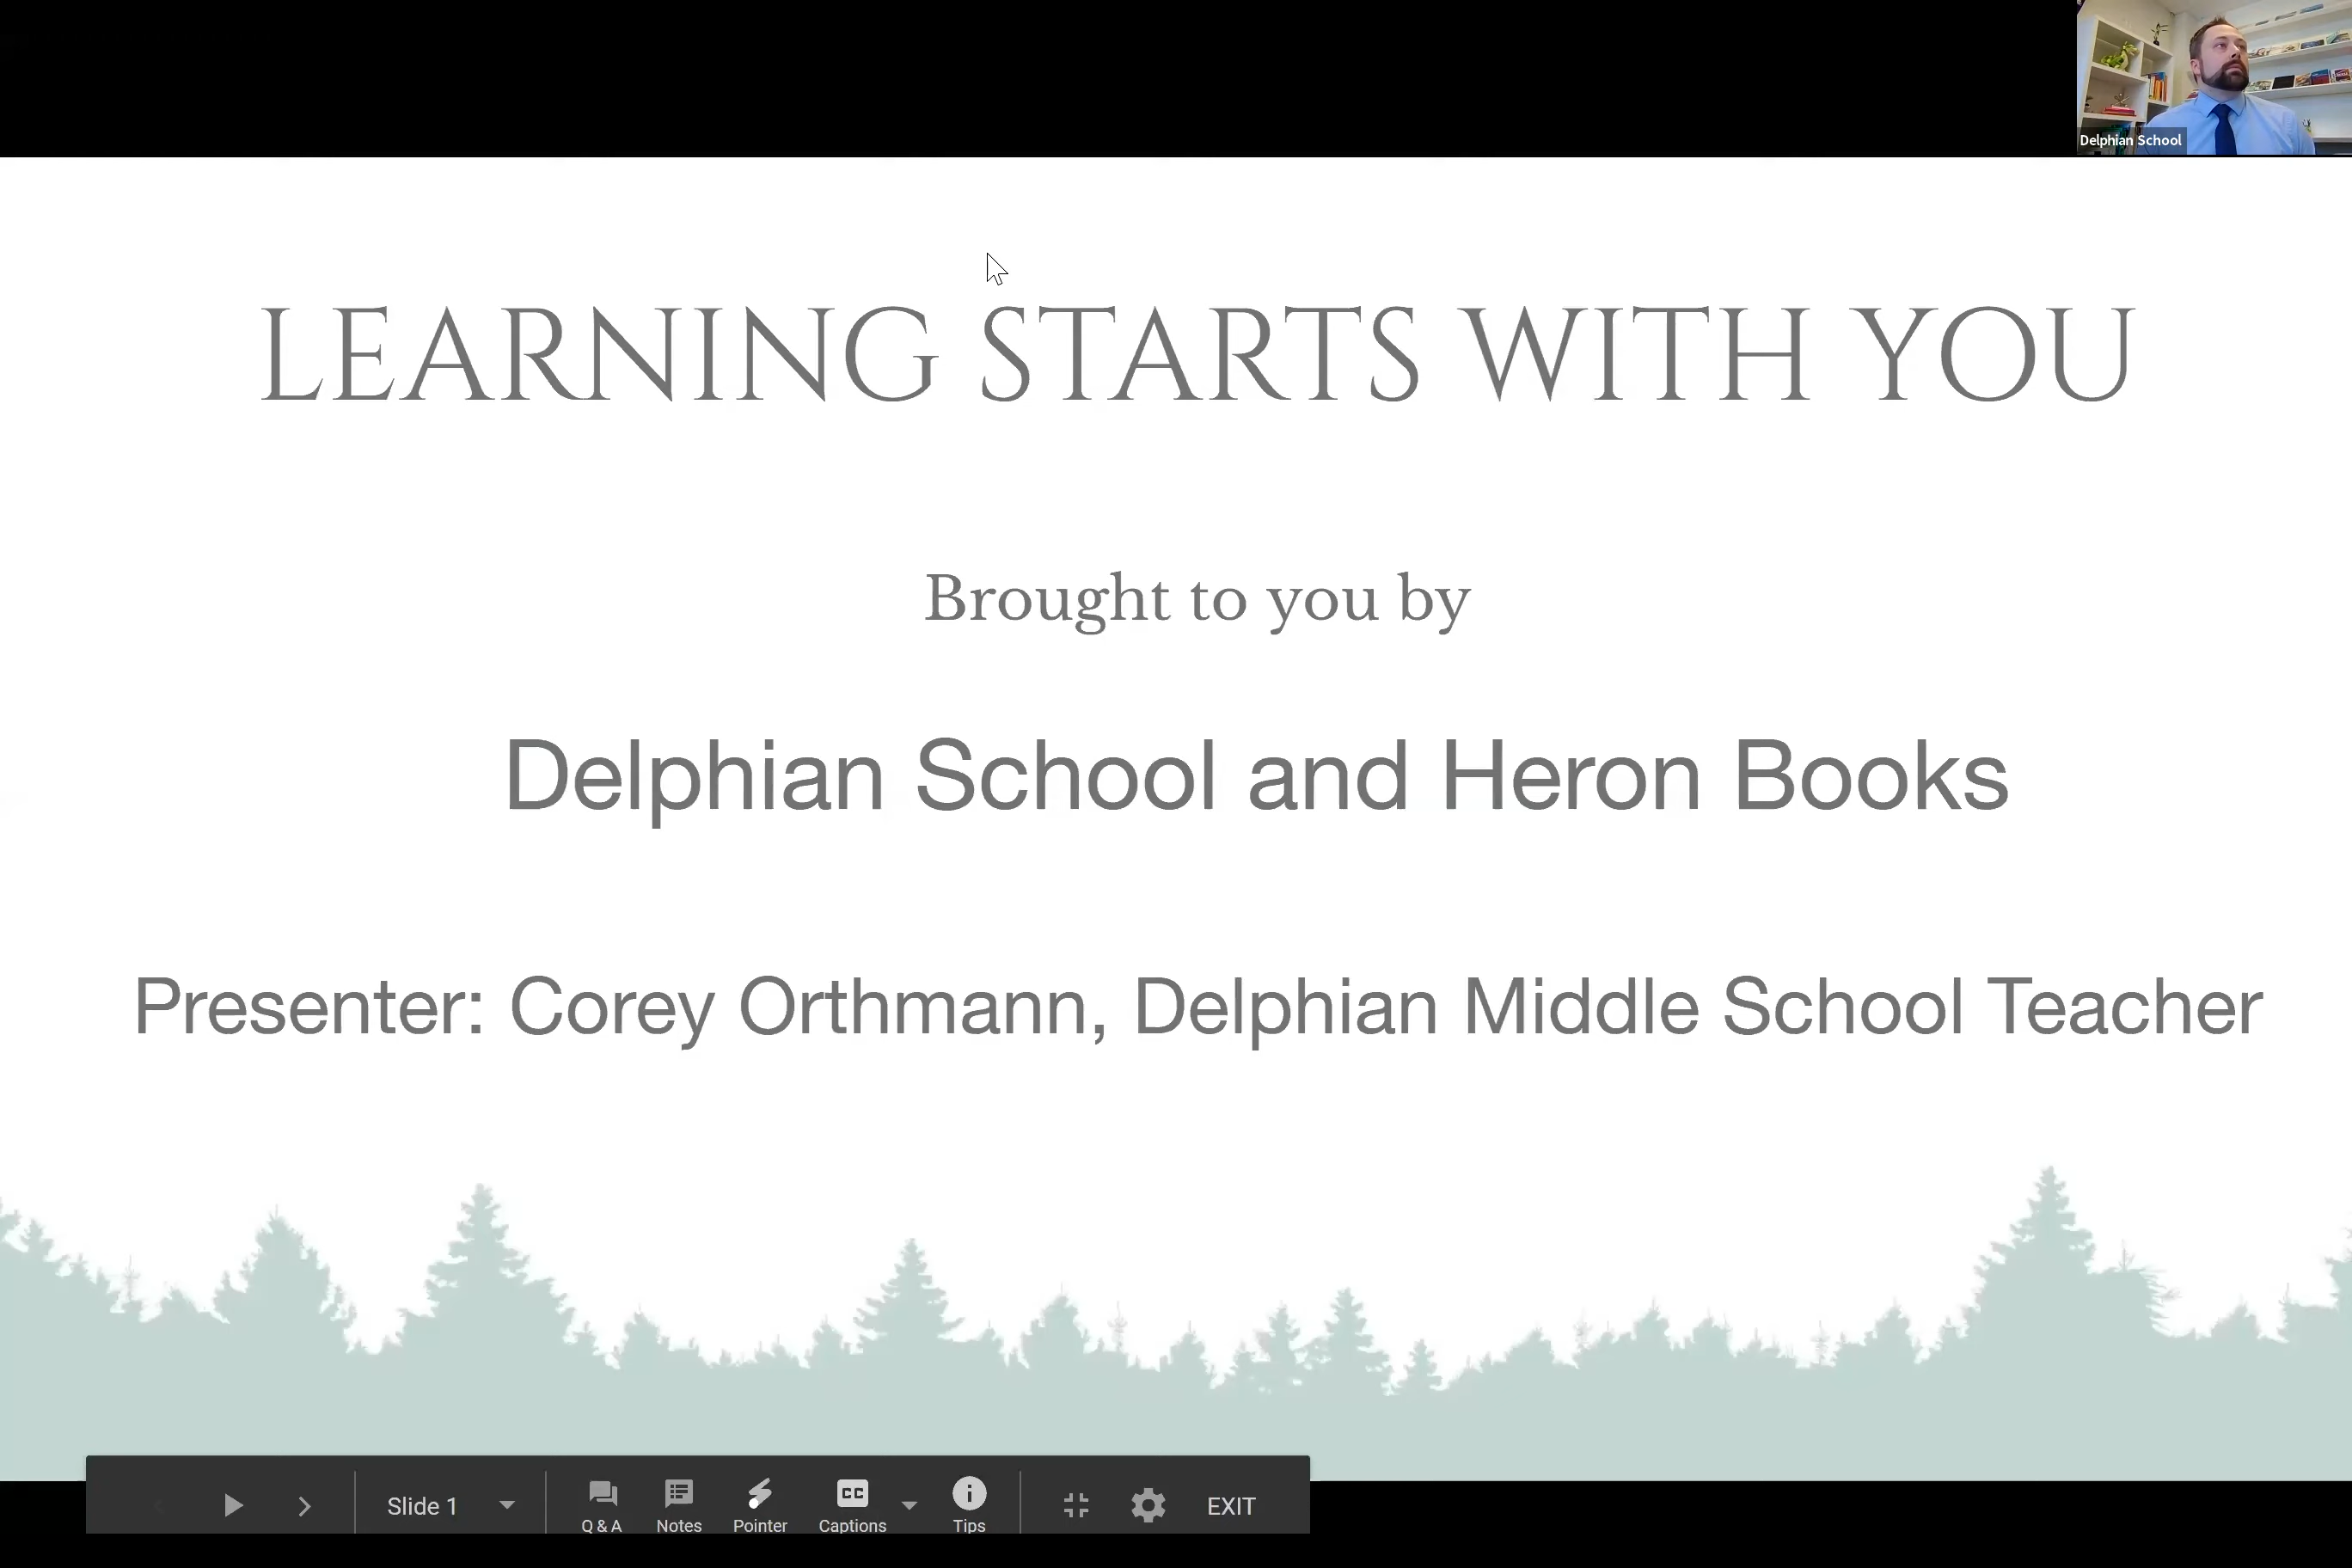 Delphian School
LEARNING STARTS WITH YOU
Brought to you by
Delphian School and Heron Books
Presenter: Corey Orthmann, Delphian Middle School Teacher
Slide 1
Q & A
Notes
Pointer
CC
Captions
Tips
EXIT